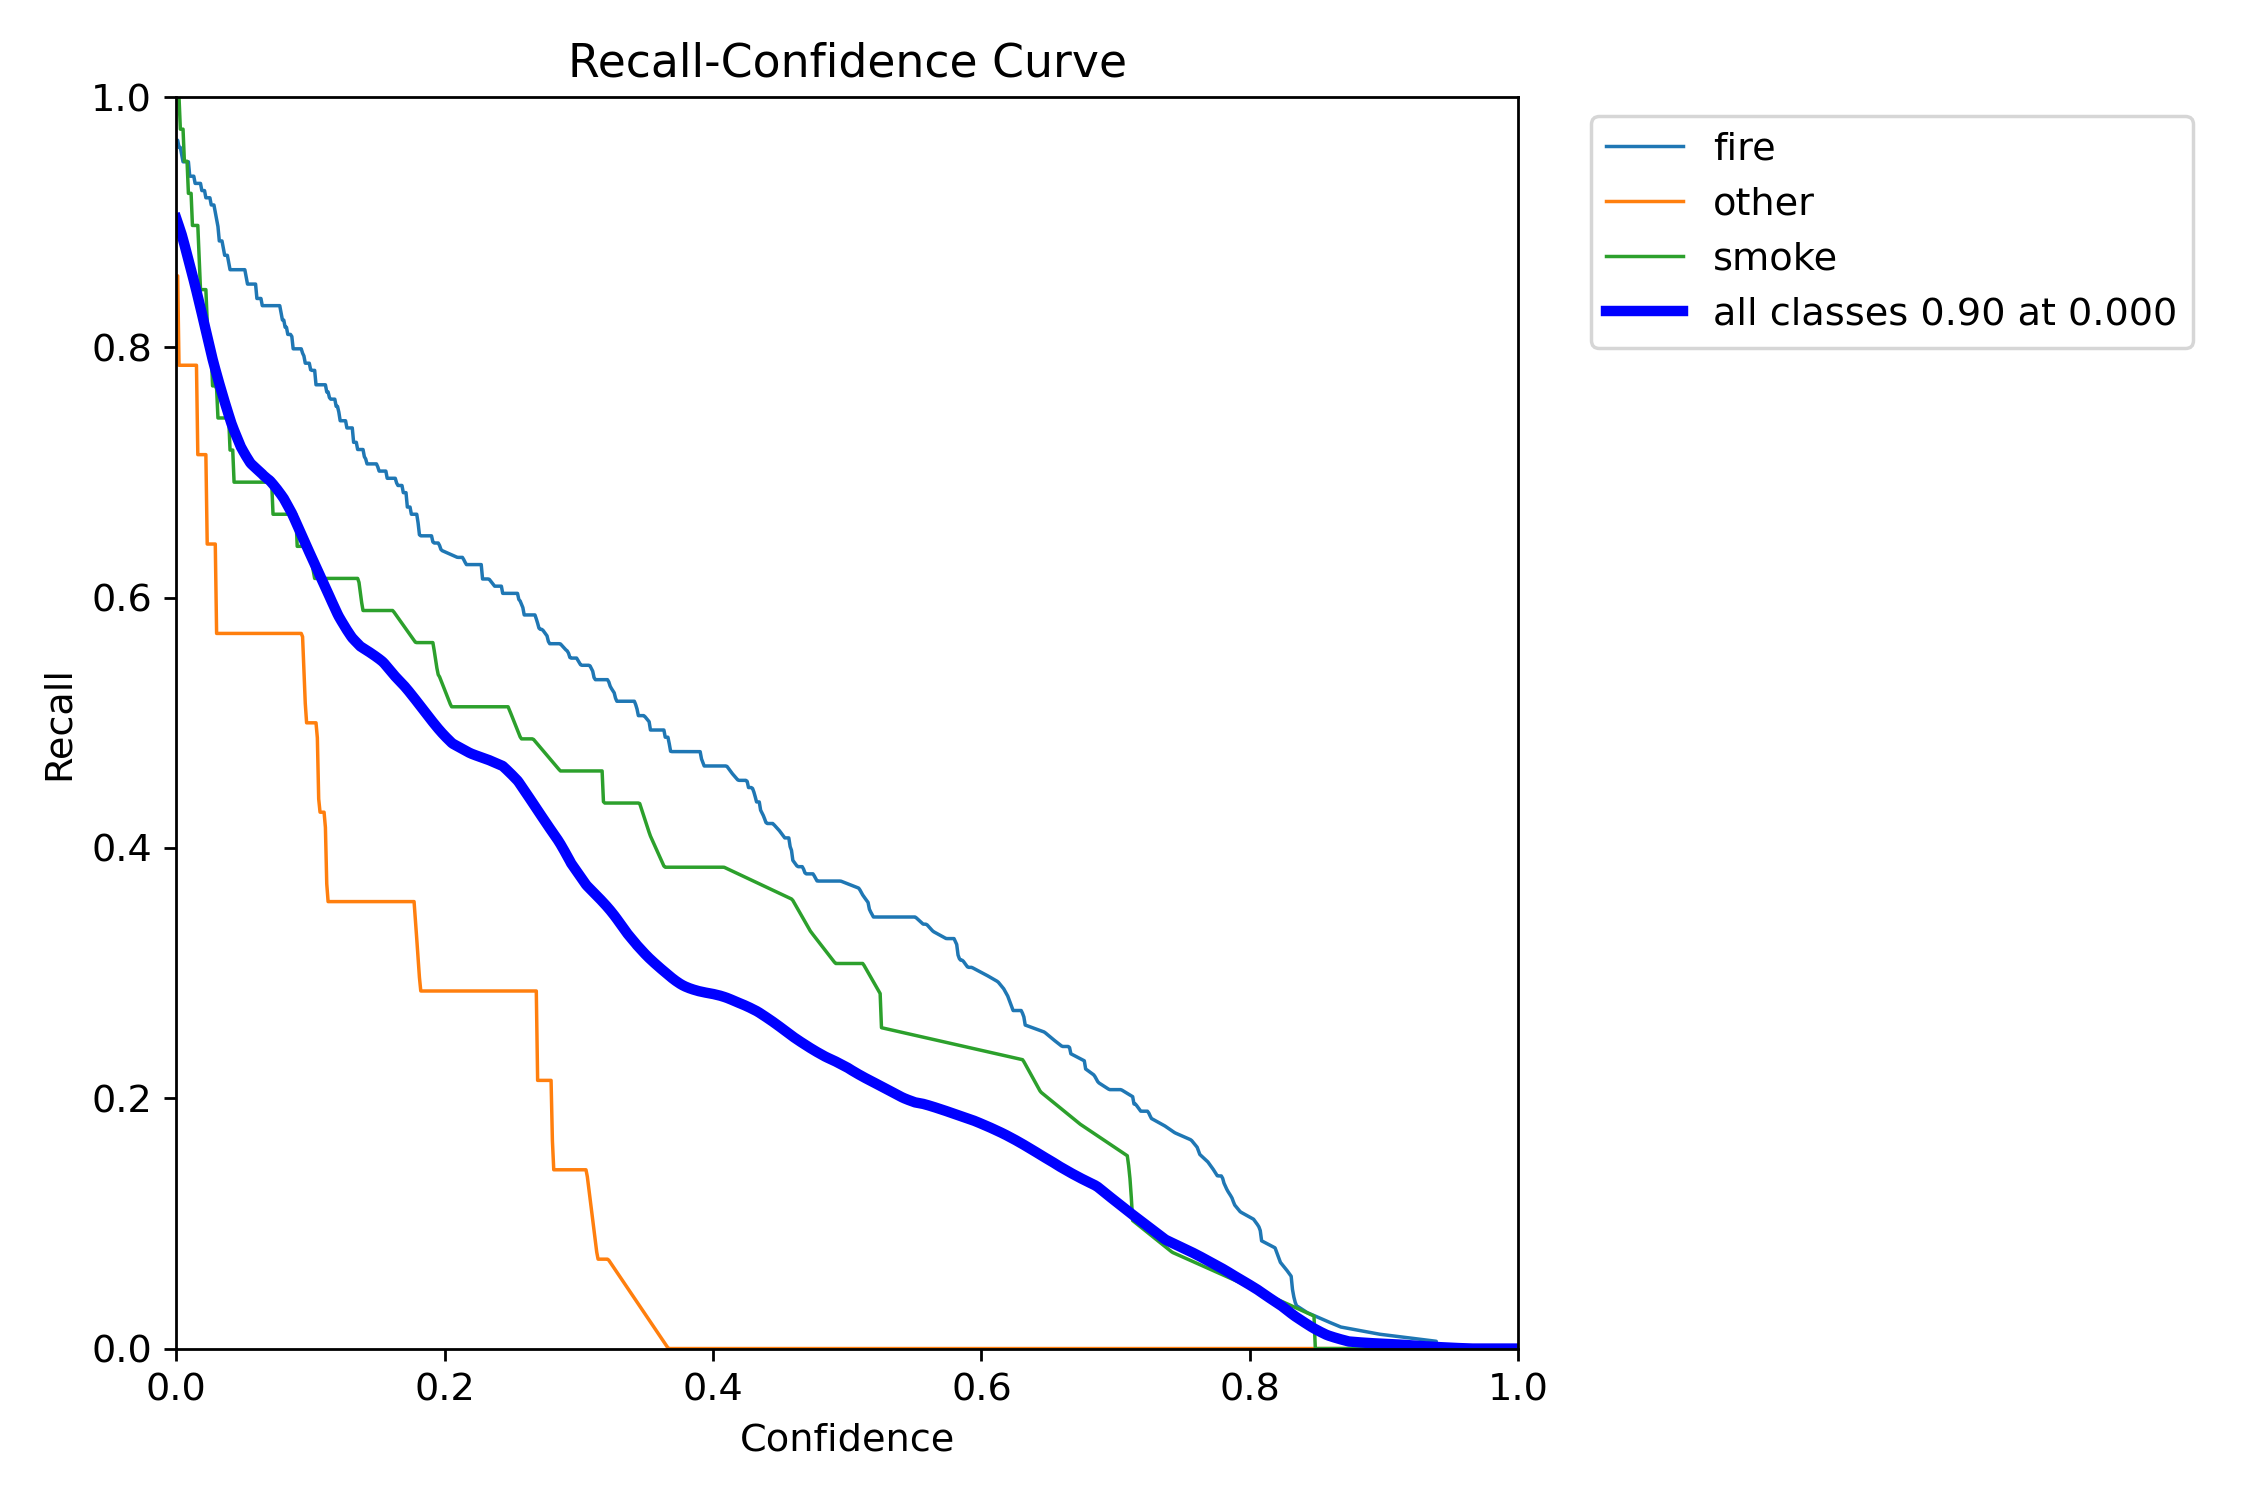 Recall-Confidence Curve
1.0
0.8
0.6
0.4
0.2
0.0
Recall
0.0 0.2 0.4 0.6 0.8 1.0
Confidence
fire
other
smoke
all classes 0.90 at 0.000